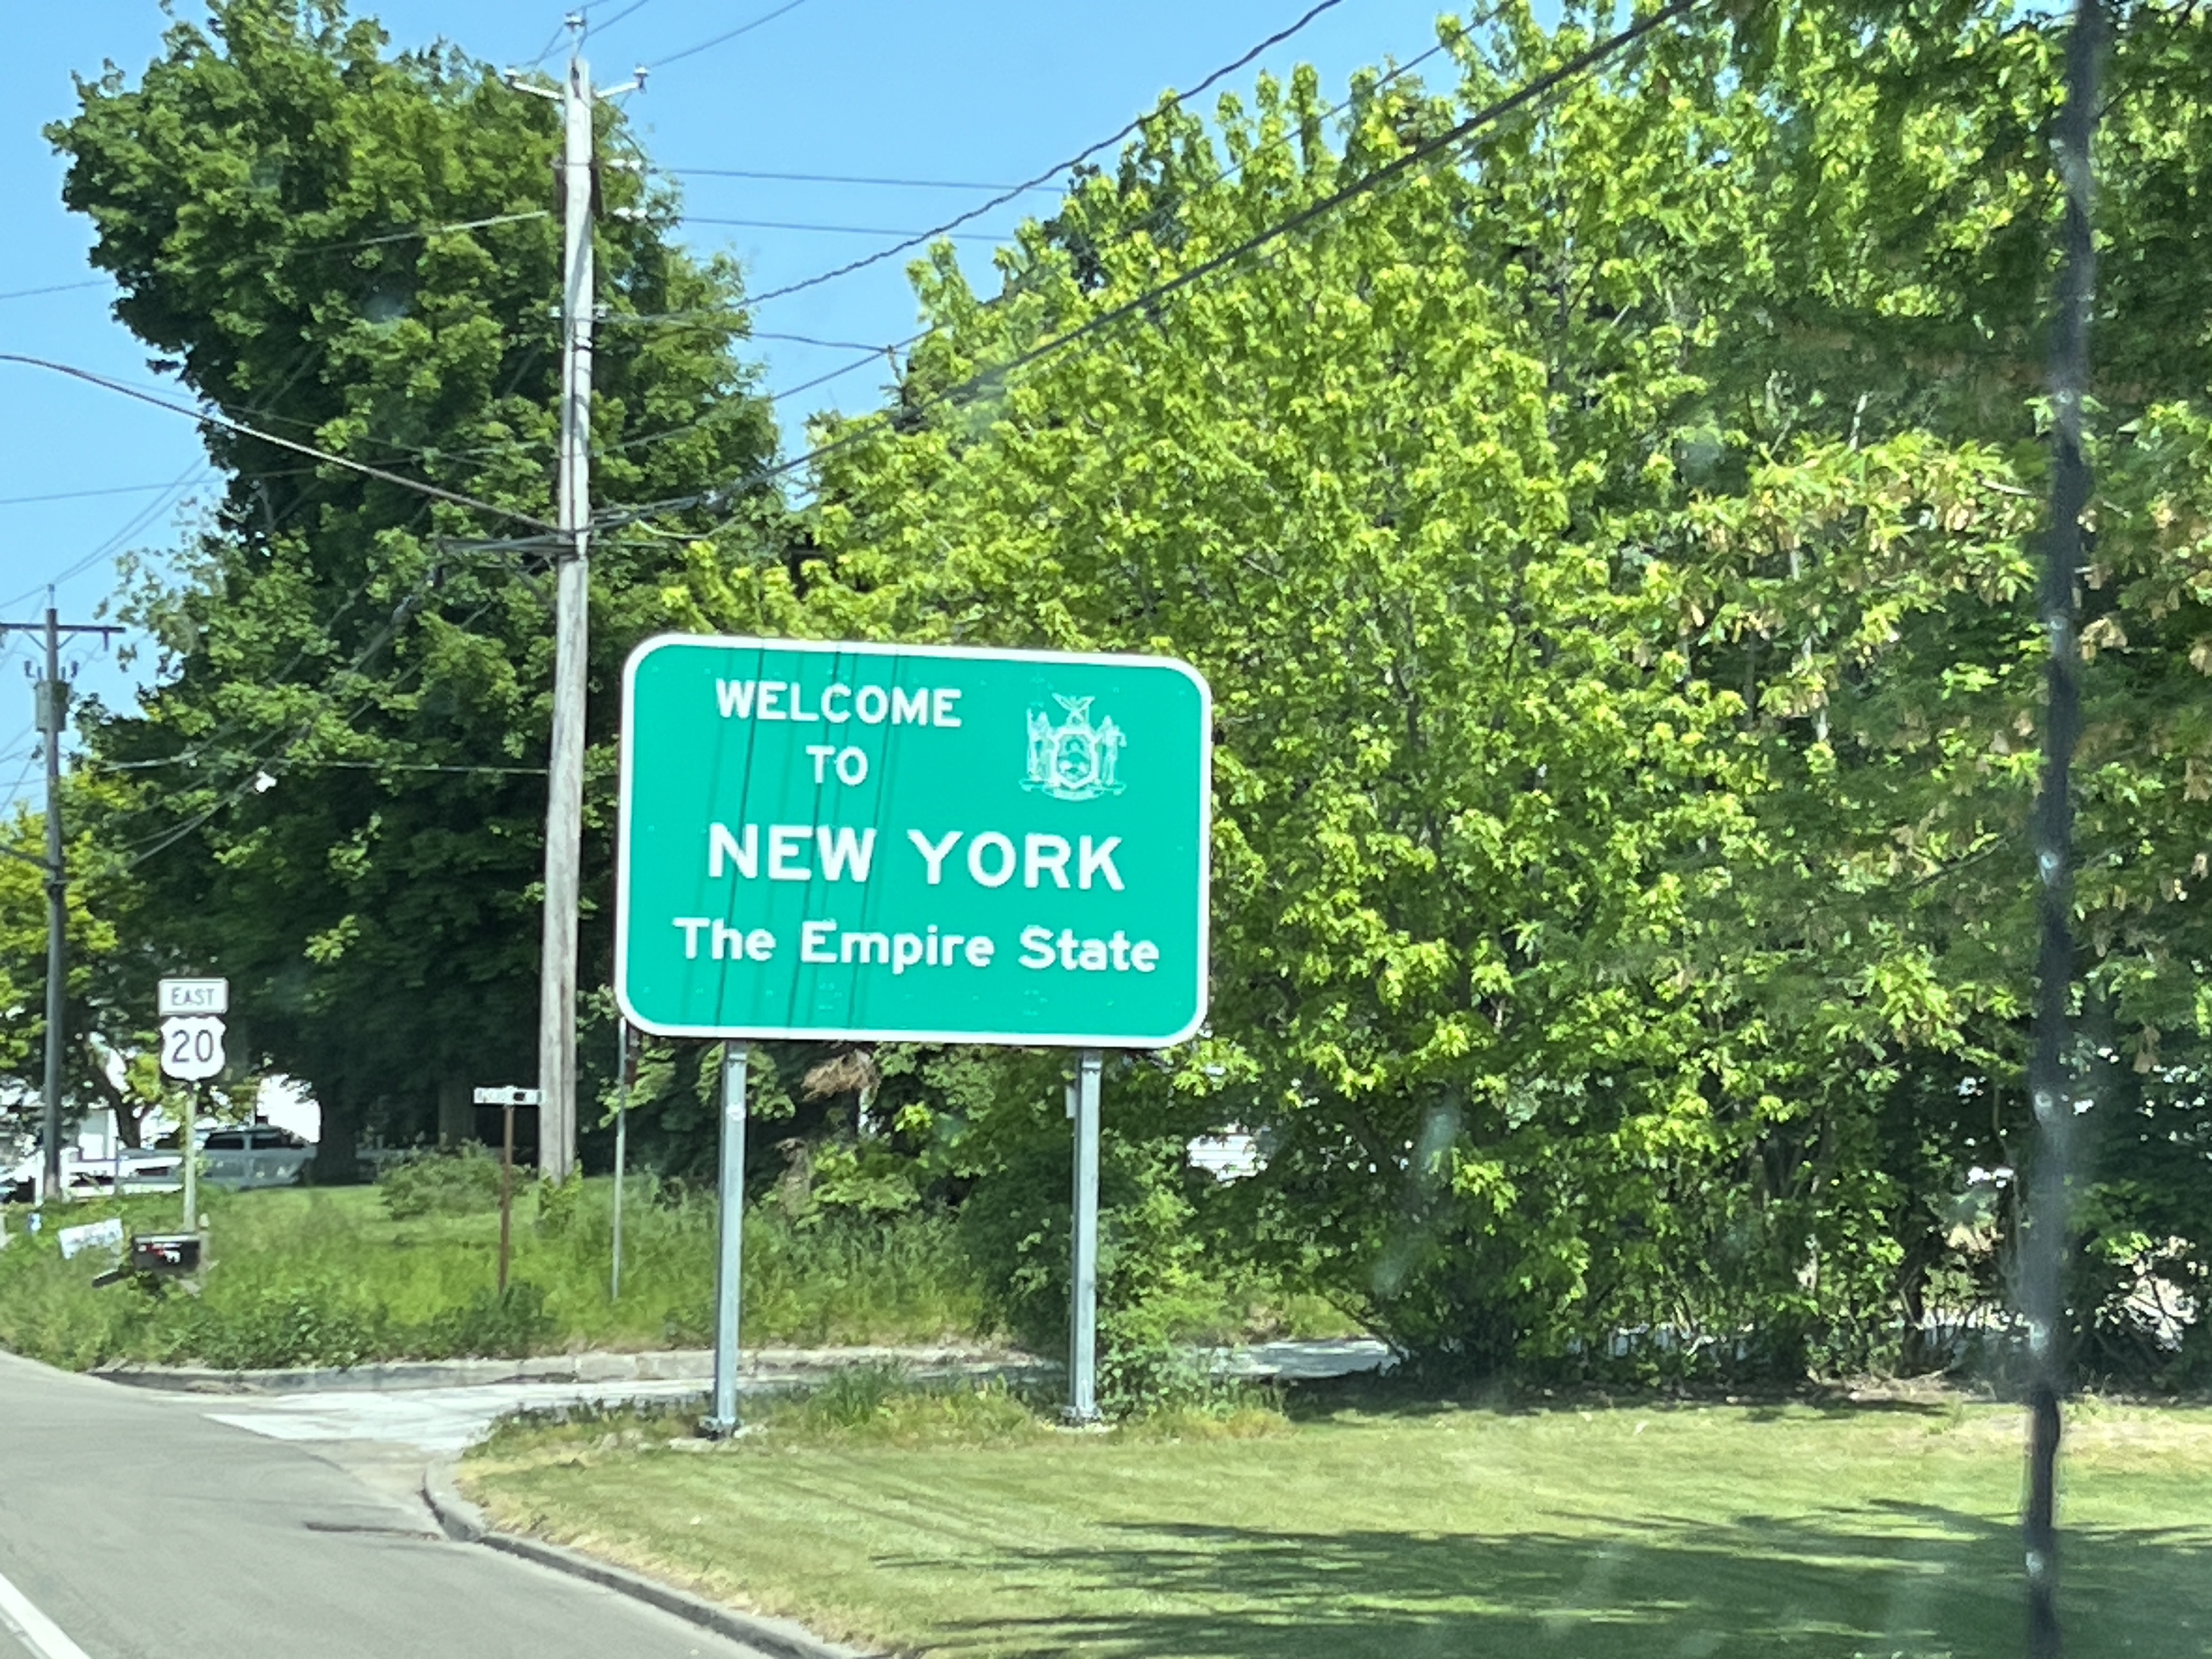 WELCOME
TO
NEW YORK
The Empire State
EAST
20